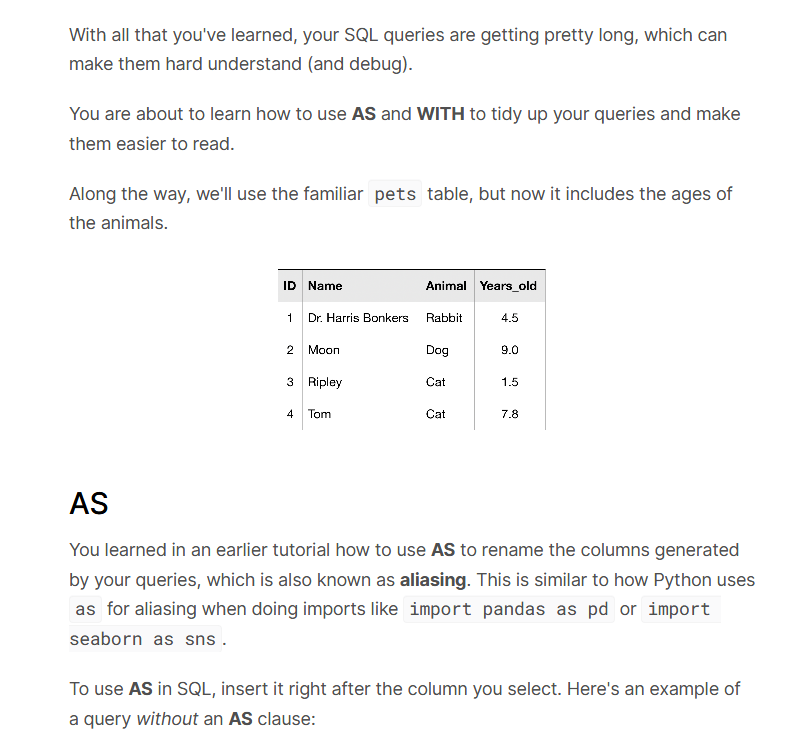 With all that you've learned, your SQL queries are getting pretty long, which can
make them hard understand (and debug).
You are about to learn how to use AS and WITH to tidy up your queries and make
them easier to read.
Along the way, we'll use the familiar pets table, but now it includes the ages of
the animals.
ID Name Animal Years_old
1 Dr. Harris Bonkers Rabbit 4.5
2 Moon Dog 9.0
3 Ripley Cat 1.5
4 Tom Cat 7.8
AS
You learned in an earlier tutorial how to use AS to rename the columns generated
by your queries, which is also known as aliasing. This is similar to how Python uses
as for aliasing when doing imports like import pandas as pd or import
seaborn as sns.
To use AS in SQL, insert it right after the column you select. Here's an example of
a query without an AS clause: